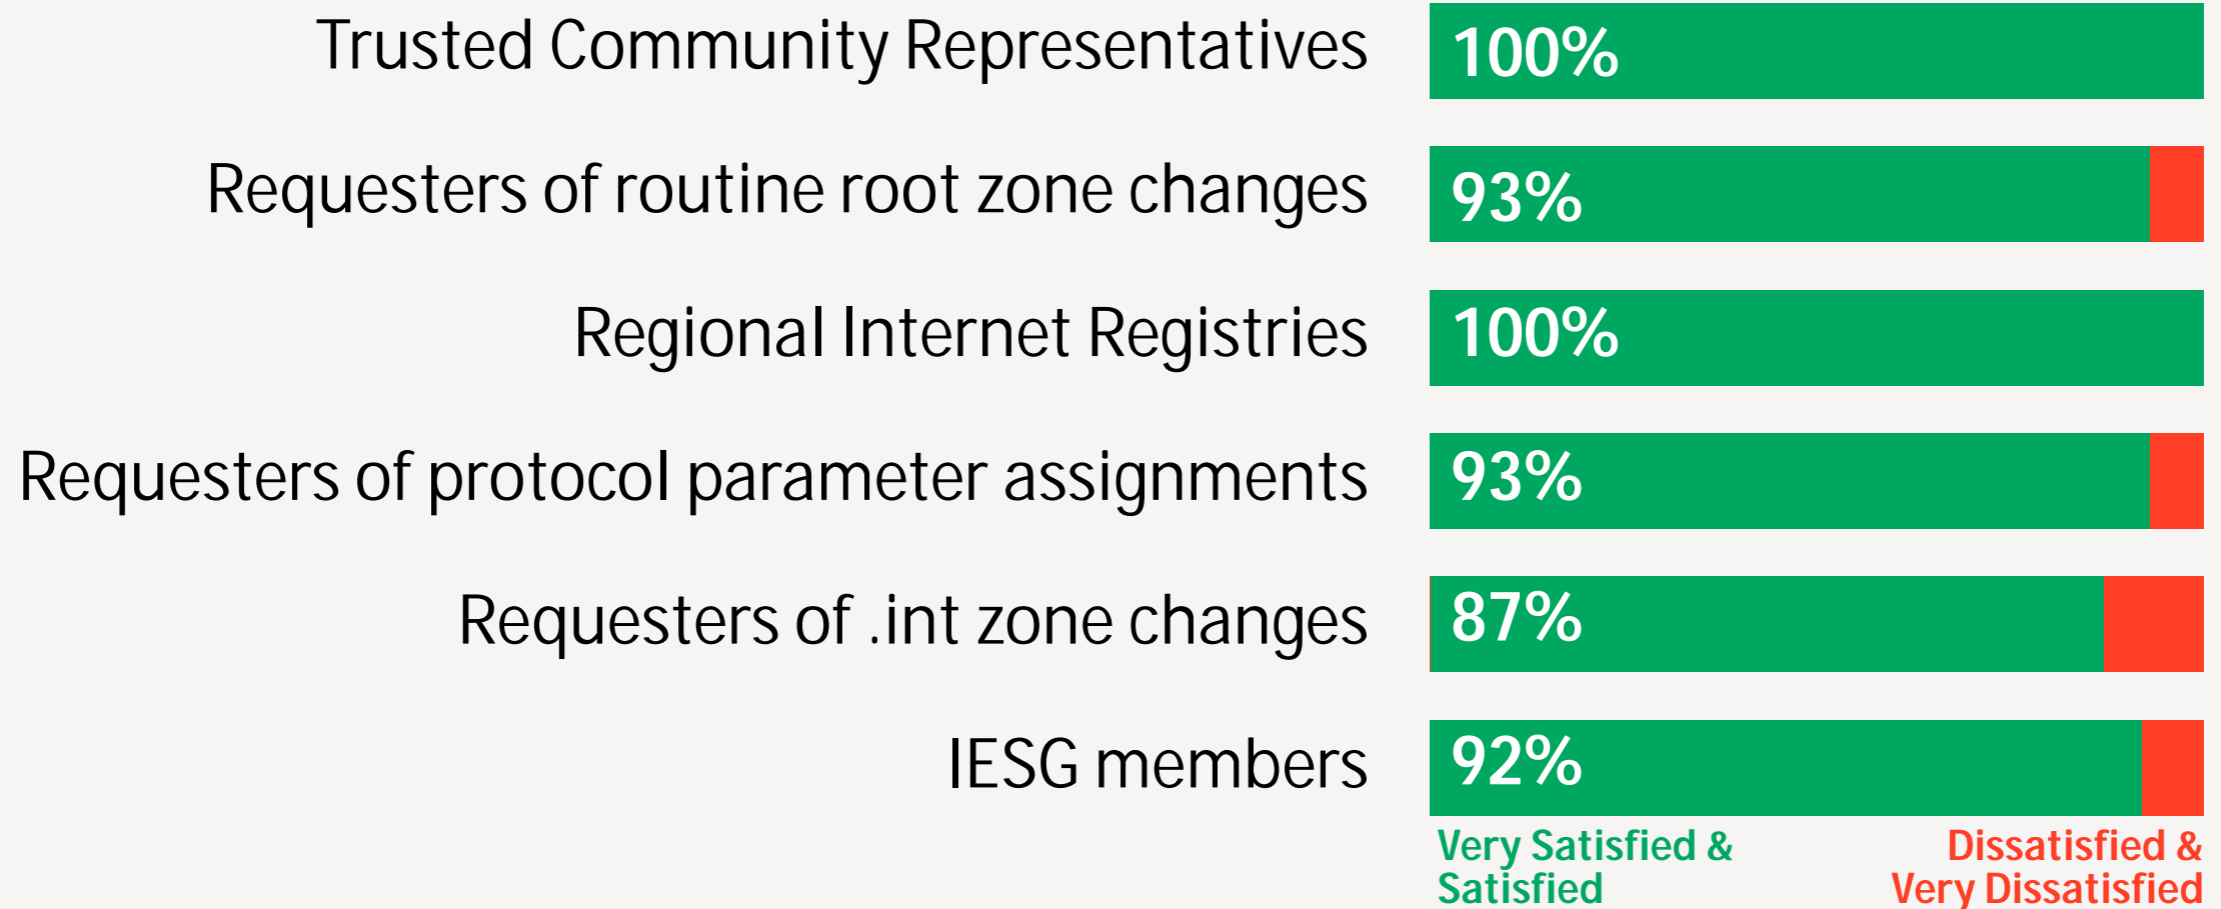 Trusted Community Representatives 100%
Requesters of routine root zone changes 93%
Regional Internet Registries 100%
Requesters of protocol parameter assignments 93%
Requesters of .int zone changes 87%
IESG members 92%
Very Satisfied &
Satisfied
Dissatisfied &
Very Dissatisfied